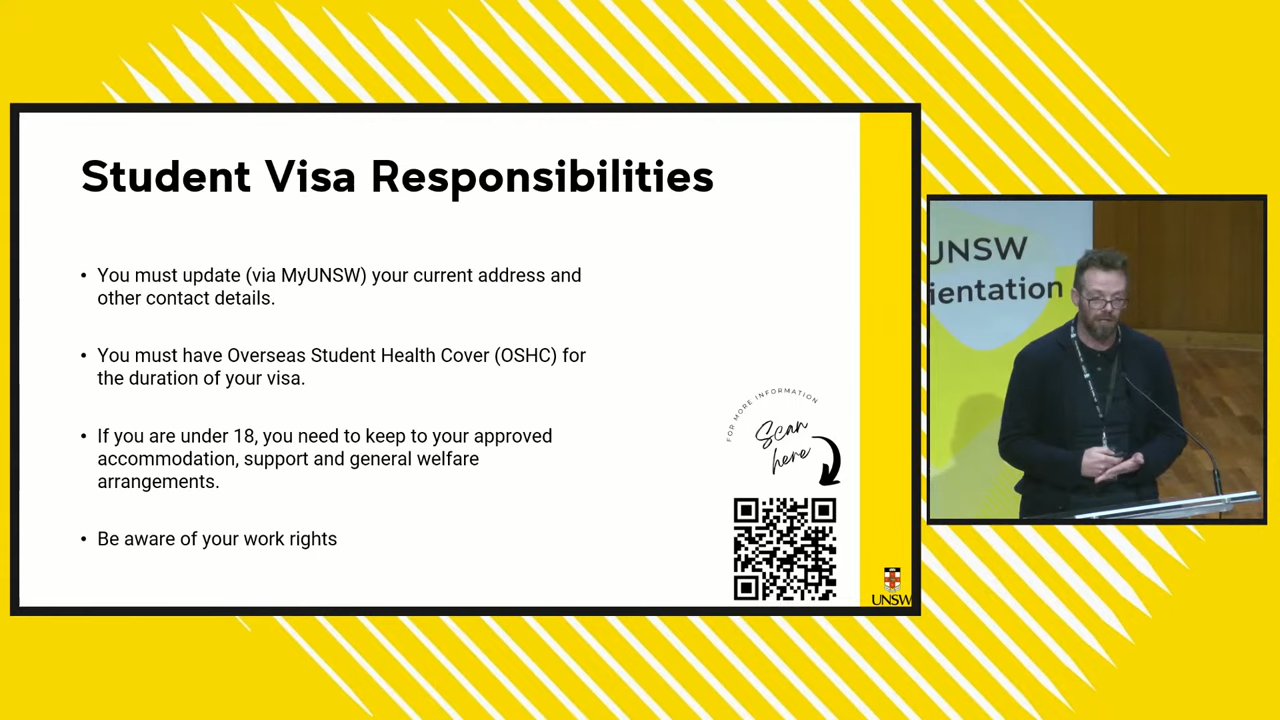 Student Visa Responsibilities
• You must update (via MyUNSW) your current address and
other contact details.
• You must have Overseas Student Health Cover (OSHC) for
the duration of your visa.
• If you are under 18, you need to keep to your approved
accommodation, support and general welfare
arrangements.
• Be aware of your work rights
FOR MORE INFORMATION
Scan
here
UNSW
UNSW
ientation